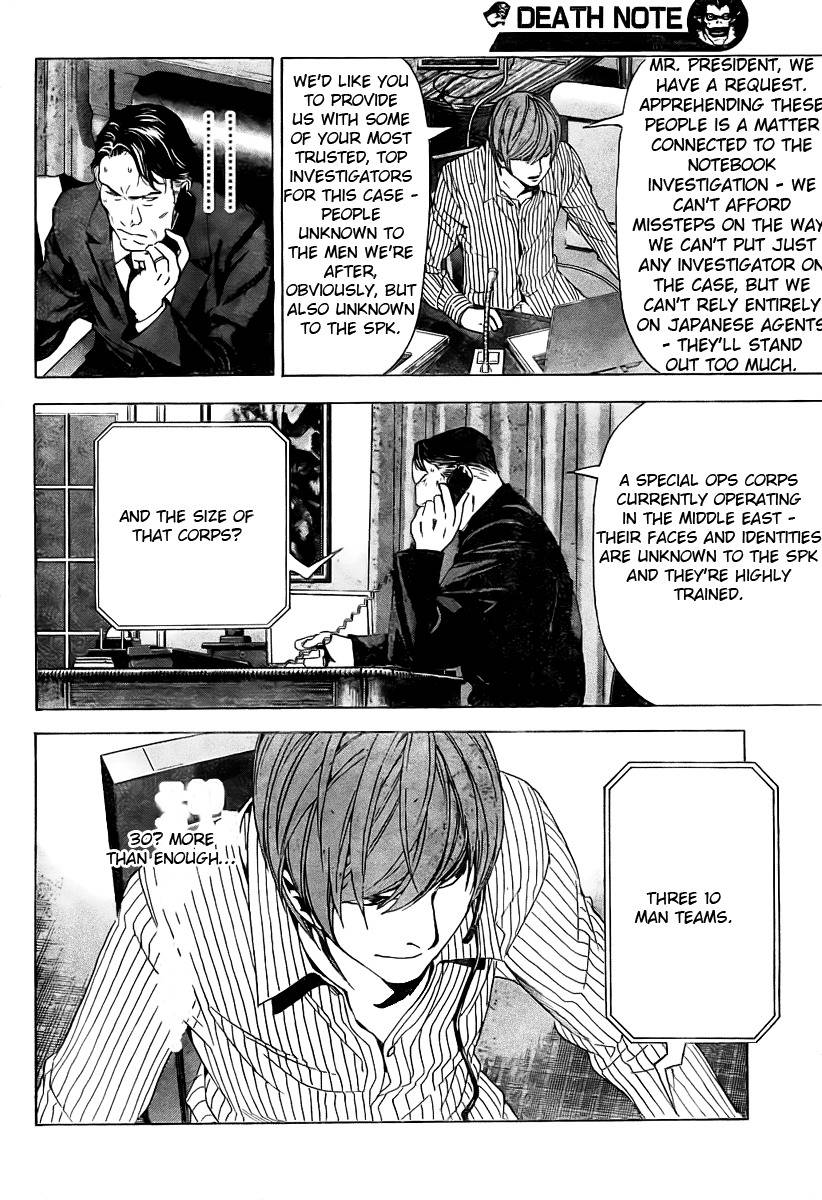 DEATH NOTE
MR. PRESIDENT, WE
HAVE A REQUEST.
APPREHENDING THESE
PEOPLE IS A MATTER
CONNECTED TO THE
NOTEBOOK
INVESTIGATION - WE
CAN'T AFFORD
MISSTEPS ON THE WAY.
WE CAN'T PUT JUST
ANY INVESTIGATOR ON
THE CASE, BUT WE
CAN'T RELY ENTIRELY
ON JAPANESE AGENTS
- THEY'LL STAND
OUT TOO MUCH.
WE'D LIKE YOU
TO PROVIDE
US WITH SOME
OF YOUR MOST
TRUSTED, TOP
INVESTIGATORS
FOR THIS CASE -
PEOPLE
UNKNOWN TO
THE MEN WE'RE
AFTER,
OBVIOUSLY, BUT
ALSO UNKNOWN
TO THE SPK.
A SPECIAL OPS CORPS
CURRENTLY OPERATING
IN THE MIDDLE EAST -
THEIR FACES AND IDENTITIES
ARE UNKNOWN TO THE SPK
AND THEY'RE HIGHLY
TRAINED.
AND THE SIZE OF
THAT CORPS?
THREE 10
MAN TEAMS.
30? MORE
THAN ENOUGH...